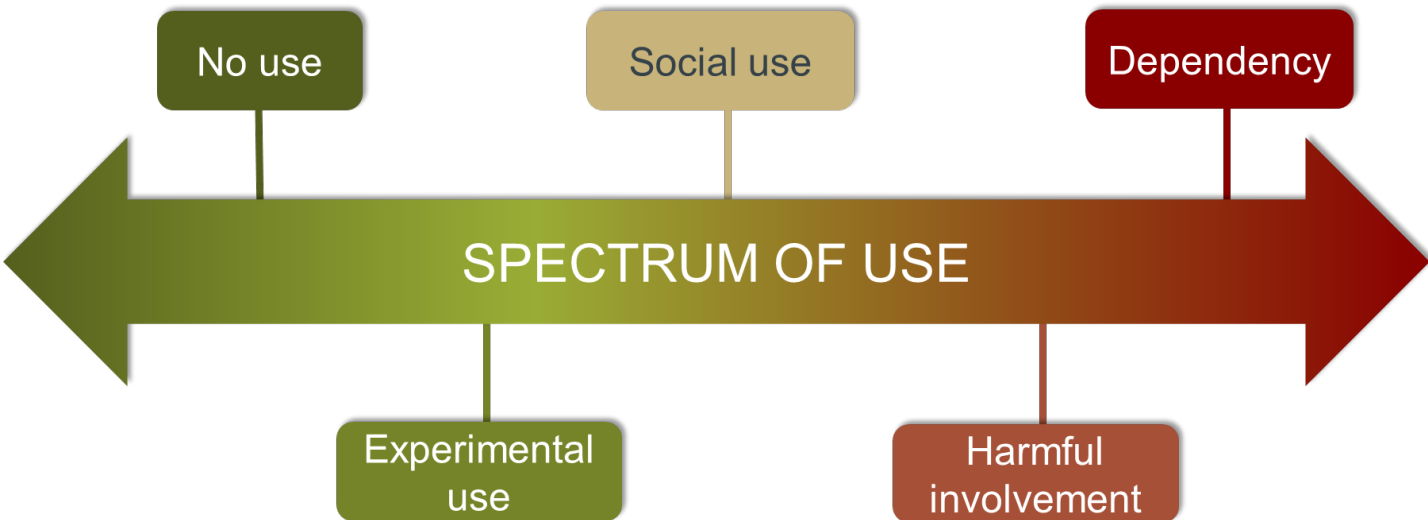 No use
Social use
Dependency
SPECTRUM OF USE
Experimental
use
Harmful
involvement